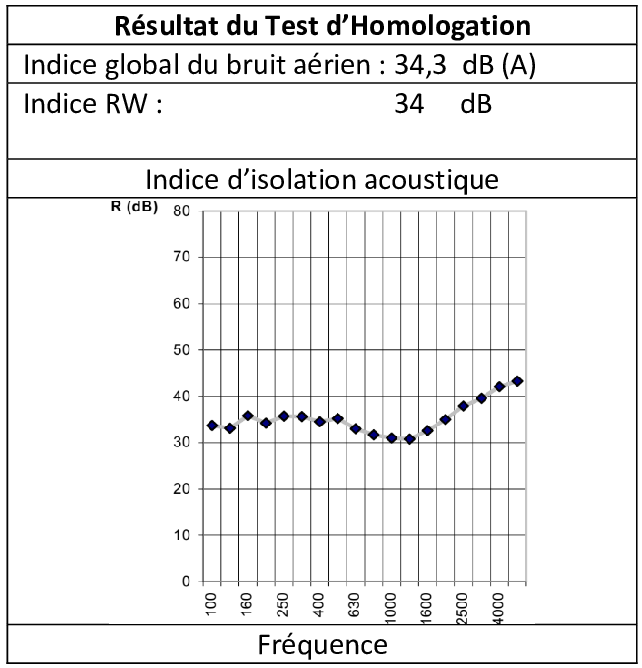 Résultat du Test d’Homologation
Indice global du bruit aérien : 34,3 dB (A)
Indice RW : 34 dB
Indice d’isolation acoustique
R (dB)
80
70
60
50
40
30
20
10
0
100 160 250 400 630 1000 1600 2500 4000
Fréquence